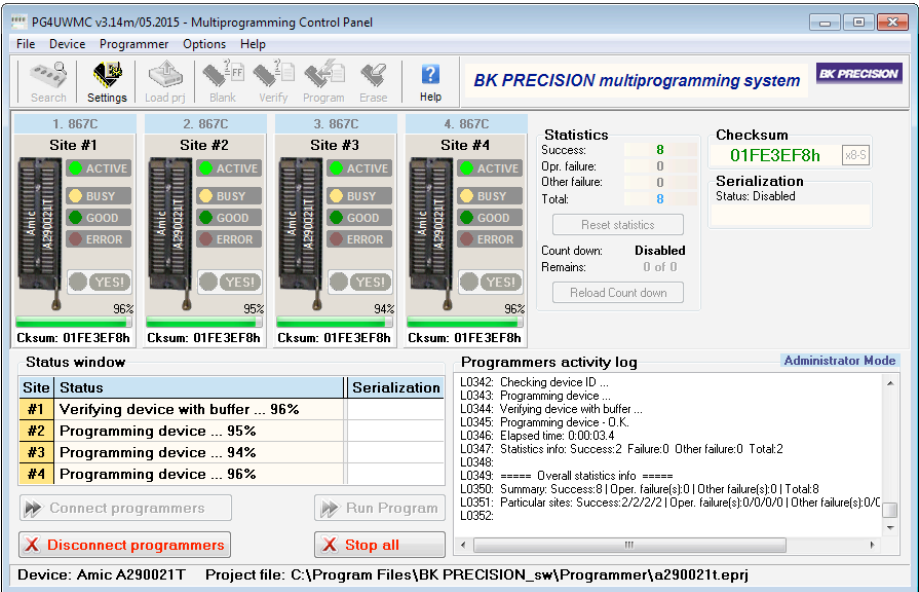 PG4UWMC v3.14m/05.2015 - Multiprogramming Control Panel
File Device Programmer Options Help
Search Settings Load prj Blank Verify Program Erase Help
BK PRECISION multiprogramming system
BK PRECISION
1. 867C 2. 867C 3. 867C 4. 867C
Site #1 Site #2 Site #3 Site #4
ACTIVE ACTIVE ACTIVE ACTIVE
BUSY BUSY BUSY BUSY
GOOD GOOD GOOD GOOD
ERROR ERROR ERROR ERROR
YES! YES! YES! YES!
Amic A290021T Amic A290021T Amic A290021T Amic A290021T
96% 95% 94% 96%
Cksum: 01FE3EF8h Cksum: 01FE3EF8h Cksum: 01FE3EF8h Cksum: 01FE3EF8h
Statistics
Success: 8
Opr. failure: 0
Other failure: 0
Total: 8
Reset statistics
Count down: Disabled
Remains: 0 of 0
Reload Count down
Checksum
01FE3EF8h x8-S
Serialization
Status: Disabled
Status window
Site Status Serialization
#1 Verifying device with buffer ... 96%
#2 Programming device ... 95%
#3 Programming device ... 94%
#4 Programming device ... 96%
Connect programmers Run Program
Disconnect programmers Stop all
Programmers activity log
Administrator Mode
L0342: Checking device ID ...
L0343: Programming device ...
L0344: Verifying device with buffer ...
L0345: Programming device - O.K.
L0346: Elapsed time: 0:00:03.4
L0347: Statistics info: Success:2 Failure:0 Other failure:0 Total:2
L0348:
L0349: ===== Overall statistics info =====
L0350: Summary: Success:8 | Oper. failure(s):0 | Other failure(s):0 | Total:8
L0351: Particular sites: Success:2/2/2/2 | Oper. failure(s):0/0/0/0 | Other failure(s):0/0
L0352:
Device: Amic A290021T Project file: C:\Program Files\BK PRECISION_sw\Programmer\a290021t.eprj